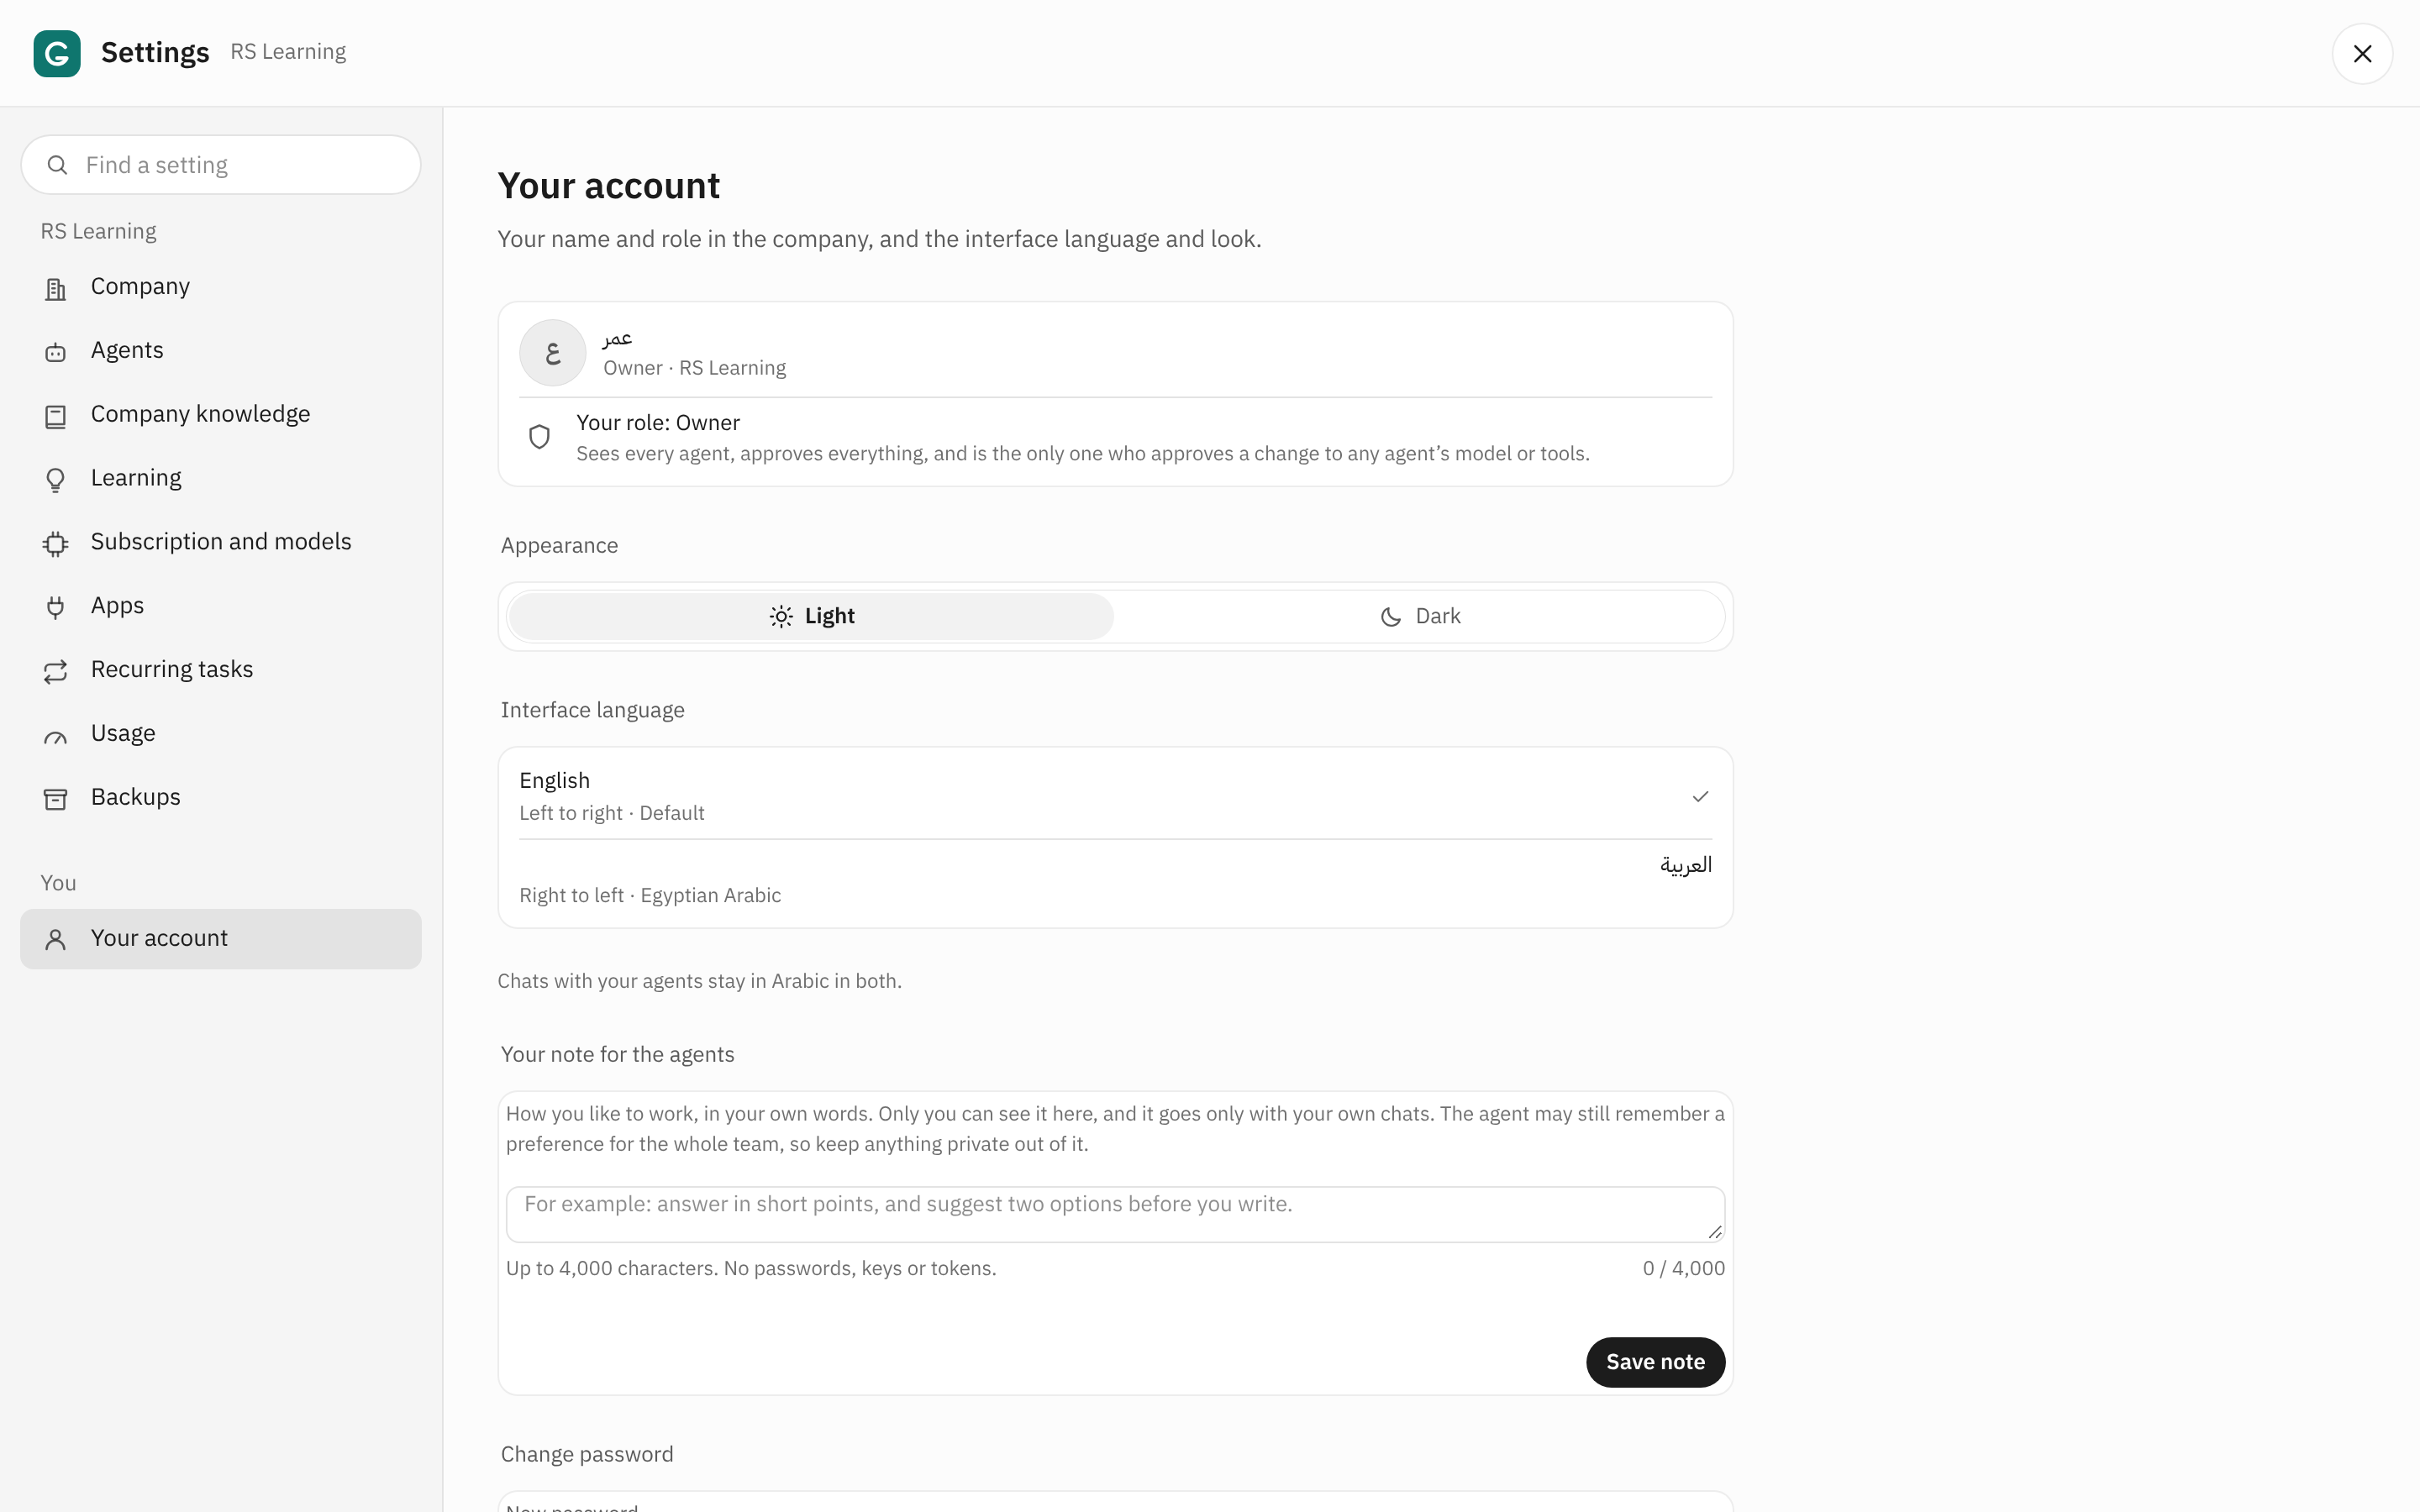 Settings
RS Learning
Find a setting
RS Learning
Company
Agents
Company knowledge
Learning
Subscription and models
Apps
Recurring tasks
Usage
Backups
You
Your account
Your account
Your name and role in the company, and the interface language and look.
ع
عمر
Owner · RS Learning
Your role: Owner
Sees every agent, approves everything, and is the only one who approves a change to any agent’s model or tools.
Appearance
Light
Dark
Interface language
English
Left to right · Default
العربية
Right to left · Egyptian Arabic
Chats with your agents stay in Arabic in both.
Your note for the agents
How you like to work, in your own words. Only you can see it here, and it goes only with your own chats. The agent may still remember a
preference for the whole team, so keep anything private out of it.
For example: answer in short points, and suggest two options before you write.
Up to 4,000 characters. No passwords, keys or tokens.
0 / 4,000
Save note
Change password
New password